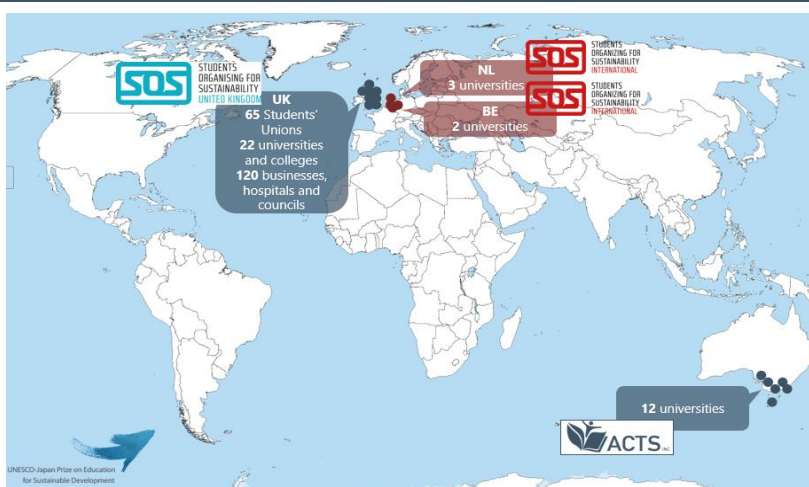 SOS
STUDENTS
ORGANISING FOR
SUSTAINABILITY
UNITED KINGDOM
UK
65 Students'
Unions
22 universities
and colleges
120 businesses,
hospitals and
councils
NL
3 universities
SOS
STUDENTS
ORGANIZING FOR
SUSTAINABILITY
INTERNATIONAL
BE
2 universities
SOS
STUDENTS
ORGANIZING FOR
SUSTAINABILITY
INTERNATIONAL
12 universities
ACTS INC
UNESCO-Japan Prize on Education
for Sustainable Development